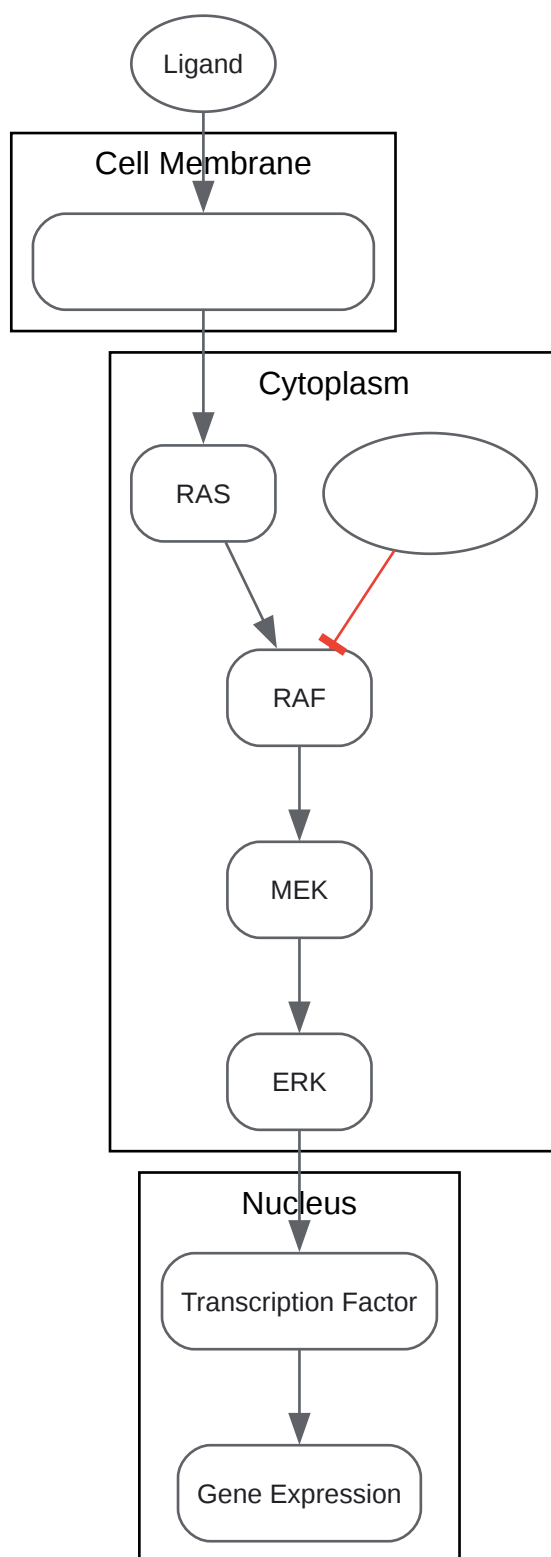 Ligand
Cell Membrane
Cytoplasm
RAS
RAF
MEK
ERK
Nucleus
Transcription Factor
Gene Expression